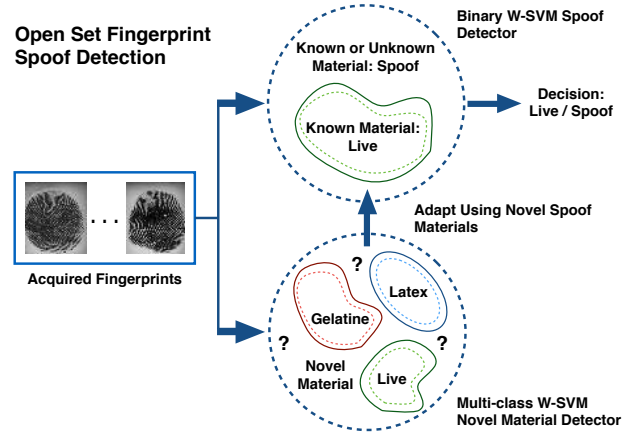 Open Set Fingerprint
Spoof Detection
Binary W-SVM Spoof
Detector
Known or Unknown
Material: Spoof
Known Material:
Live
Decision:
Live / Spoof
. . .
Acquired Fingerprints
Adapt Using Novel Spoof
Materials
?
Latex
Gelatine
?
?
Novel
Material
Live
Multi-class W-SVM
Novel Material Detector